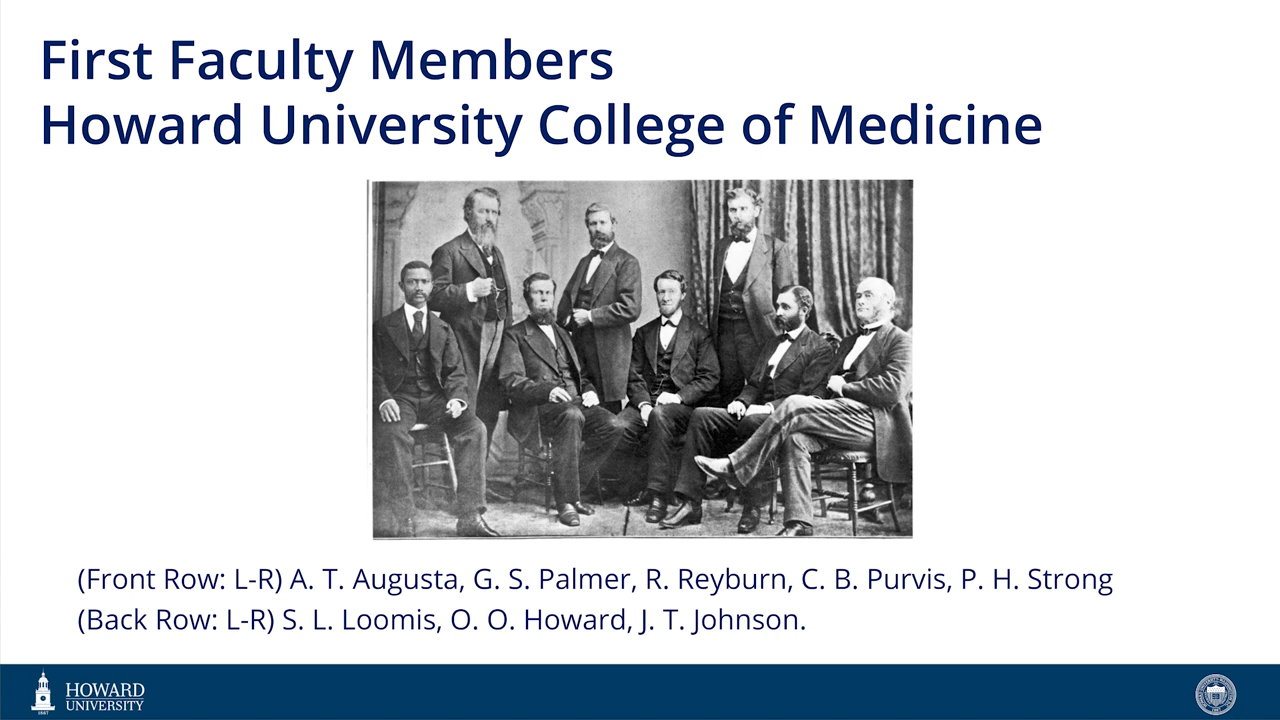 First Faculty Members
Howard University College of Medicine
(Front Row: L-R) A. T. Augusta, G. S. Palmer, R. Reyburn, C. B. Purvis, P. H. Strong
(Back Row: L-R) S. L. Loomis, O. O. Howard, J. T. Johnson.
HOWARD
UNIVERSITY
1867